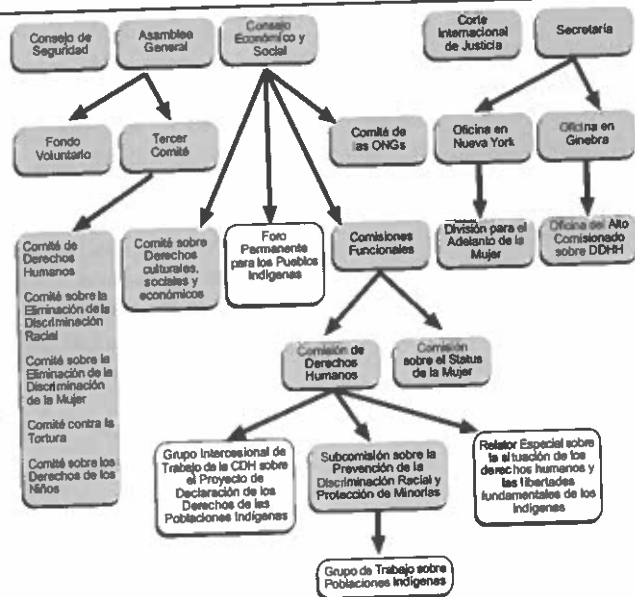 Consejo de
Seguridad
Asamblea
General
Consejo
Económico y
Social
Corte
Internacional
de Justicia
Secretaría
Fondo
Voluntario
Tercer
Comité
Comité de
las ONGs
Oficina en
Nueva York
Oficina en
Ginebra
Comité de
Derechos
Humanos
Comité sobre la
Eliminación de la
Discriminación
Racial
Comité sobre la
Eliminación de la
Discriminación
de la Mujer
Comité contra la
Tortura
Comité sobre los
Derechos de los
Niños
Comité sobre
Derechos
culturales,
sociales y
económicos
Foro
Permanente
para los Pueblos
Indígenas
Comisiones
Funcionales
División para el
Adelanto de la
Mujer
Oficina del Alto
Comisionado
sobre DDHH
Comisión de
Derechos
Humanos
Comisión
sobre el Status
de la Mujer
Grupo Intercesional de
Trabajo de la CDH sobre
el Proyecto de
Declaración de los
Derechos de las
Poblaciones Indígenas
Subcomisión sobre la
Prevención de la
Discriminación Racial y
Protección de Minorías
Relator Especial sobre
la situación de los
derechos humanos y
las libertades
fundamentales de los
indígenas
Grupo de Trabajo sobre
Poblaciones Indígenas